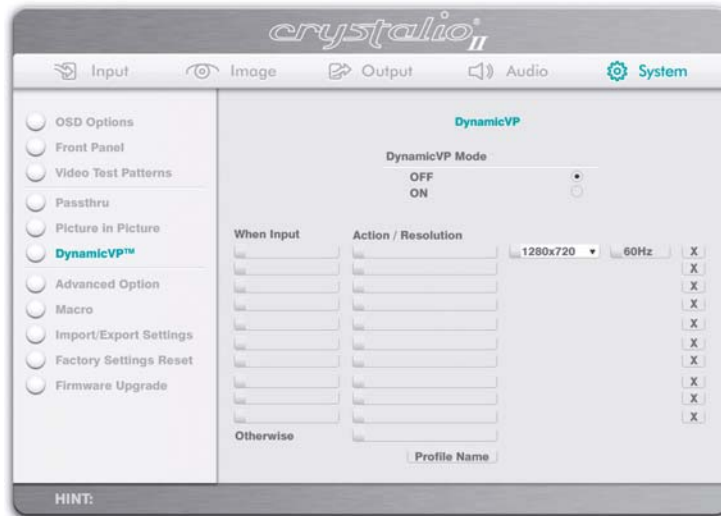 crystalio II
Input Image Output Audio System
OSD Options
Front Panel
Video Test Patterns
Passthru
Picture in Picture
DynamicVP™
Advanced Option
Macro
Import/Export Settings
Factory Settings Reset
Firmware Upgrade
DynamicVP
DynamicVP Mode
OFF
ON
When Input Action / Resolution
1280x720 60Hz X
X
X
X
X
X
X
X
X
X
Otherwise
Profile Name
HINT: